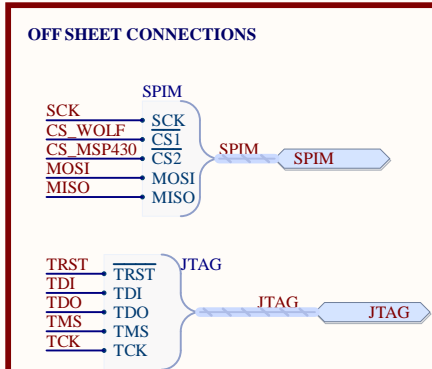 OFF SHEET CONNECTIONS
SPIM
SCK
SCK
CS_WOLF
CS1
CS_MSP430
CS2
MOSI
MOSI
MISO
MISO
SPIM
SPIM
JTAG
TRST
TRST
TDI
TDI
TDO
TDO
TMS
TMS
TCK
TCK
JTAG
JTAG